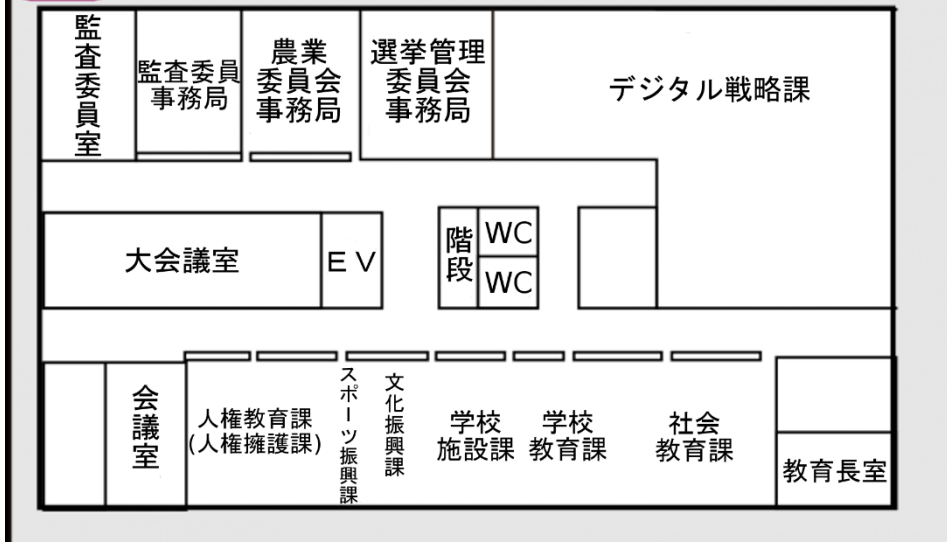 監査委員室
監査委員
事務局
農業
委員会
事務局
選挙管理
委員会
事務局
デジタル戦略課
大会議室
ＥＶ
階段
WC
WC
会議室
人権教育課
(人権擁護課)
スポーツ振興課
文化振興課
学校
施設課
学校
教育課
社会
教育課
教育長室